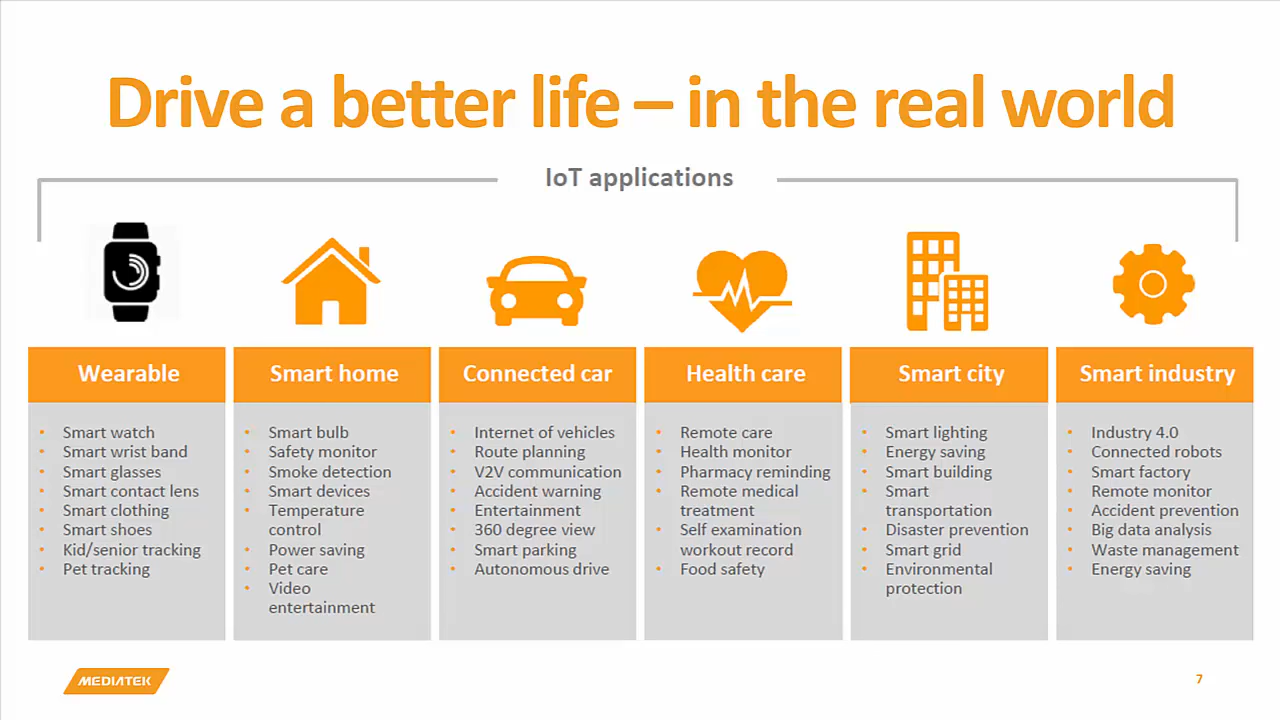 Drive a better life – in the real world
IoT applications
Wearable
Smart watch
Smart wrist band
Smart glasses
Smart contact lens
Smart clothing
Smart shoes
Kid/senior tracking
Pet tracking
Smart home
Smart bulb
Safety monitor
Smoke detection
Smart devices
Temperature
control
Power saving
Pet care
Video
entertainment
Connected car
Internet of vehicles
Route planning
V2V communication
Accident warning
Entertainment
360 degree view
Smart parking
Autonomous drive
Health care
Remote care
Health monitor
Pharmacy reminding
Remote medical
treatment
Self examination
workout record
Food safety
Smart city
Smart lighting
Energy saving
Smart building
Smart
transportation
Disaster prevention
Smart grid
Environmental
protection
Smart industry
Industry 4.0
Connected robots
Smart factory
Remote monitor
Accident prevention
Big data analysis
Waste management
Energy saving
MEDIATEK
7